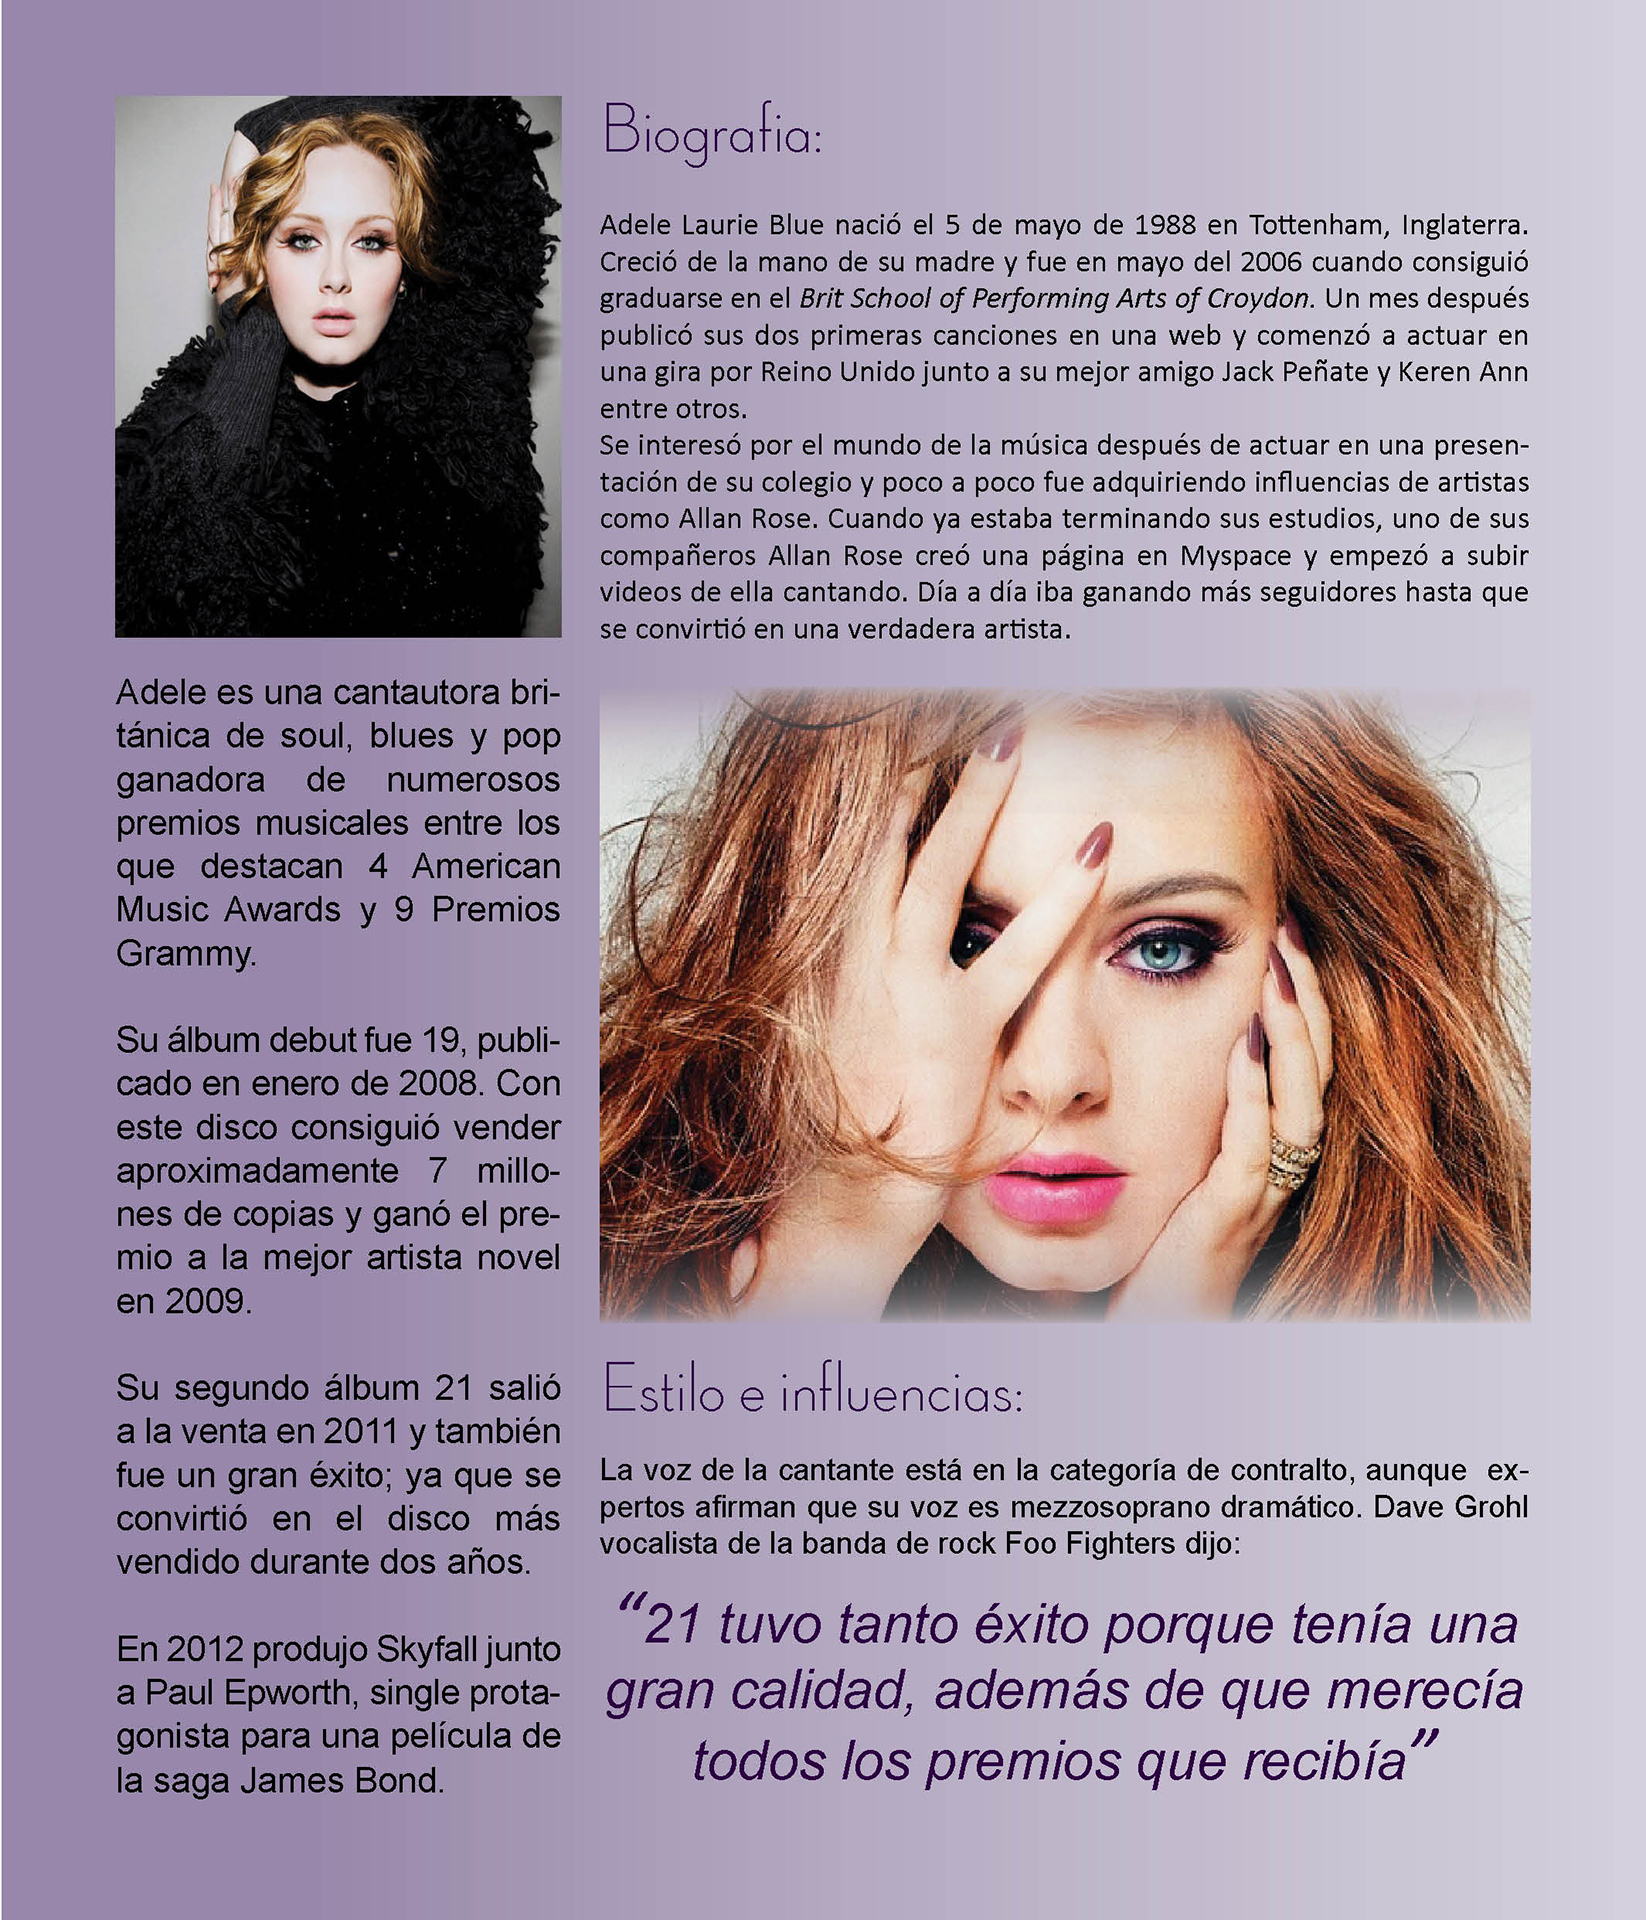 Biografia:
Adele Laurie Blue nació el 5 de mayo de 1988 en Tottenham, Inglaterra.
Creció de la mano de su madre y fue en mayo del 2006 cuando consiguió
graduarse en el Brit School of Performing Arts of Croydon. Un mes después
publicó sus dos primeras canciones en una web y comenzó a actuar en
una gira por Reino Unido junto a su mejor amigo Jack Peñate y Keren Ann
entre otros.
Se interesó por el mundo de la música después de actuar en una presen-
tación de su colegio y poco a poco fue adquiriendo influencias de artistas
como Allan Rose. Cuando ya estaba terminando sus estudios, uno de sus
compañeros Allan Rose creó una página en Myspace y empezó a subir
videos de ella cantando. Día a día iba ganando más seguidores hasta que
se convirtió en una verdadera artista.
Adele es una cantautora bri-
tánica de soul, blues y pop
ganadora de numerosos
premios musicales entre los
que destacan 4 American
Music Awards y 9 Premios
Grammy.
Su álbum debut fue 19, publi-
cado en enero de 2008. Con
este disco consiguió vender
aproximadamente 7 millo-
nes de copias y ganó el pre-
mio a la mejor artista novel
en 2009.
Su segundo álbum 21 salió
a la venta en 2011 y también
fue un gran éxito; ya que se
convirtió en el disco más
vendido durante dos años.
En 2012 produjo Skyfall junto
a Paul Epworth, single prota-
gonista para una película de
la saga James Bond.
Estilo e influencias:
La voz de la cantante está en la categoría de contralto, aunque ex-
pertos afirman que su voz es mezzosoprano dramático. Dave Grohl
vocalista de la banda de rock Foo Fighters dijo:
“21 tuvo tanto éxito porque tenía una
gran calidad, además de que merecía
todos los premios que recibía”